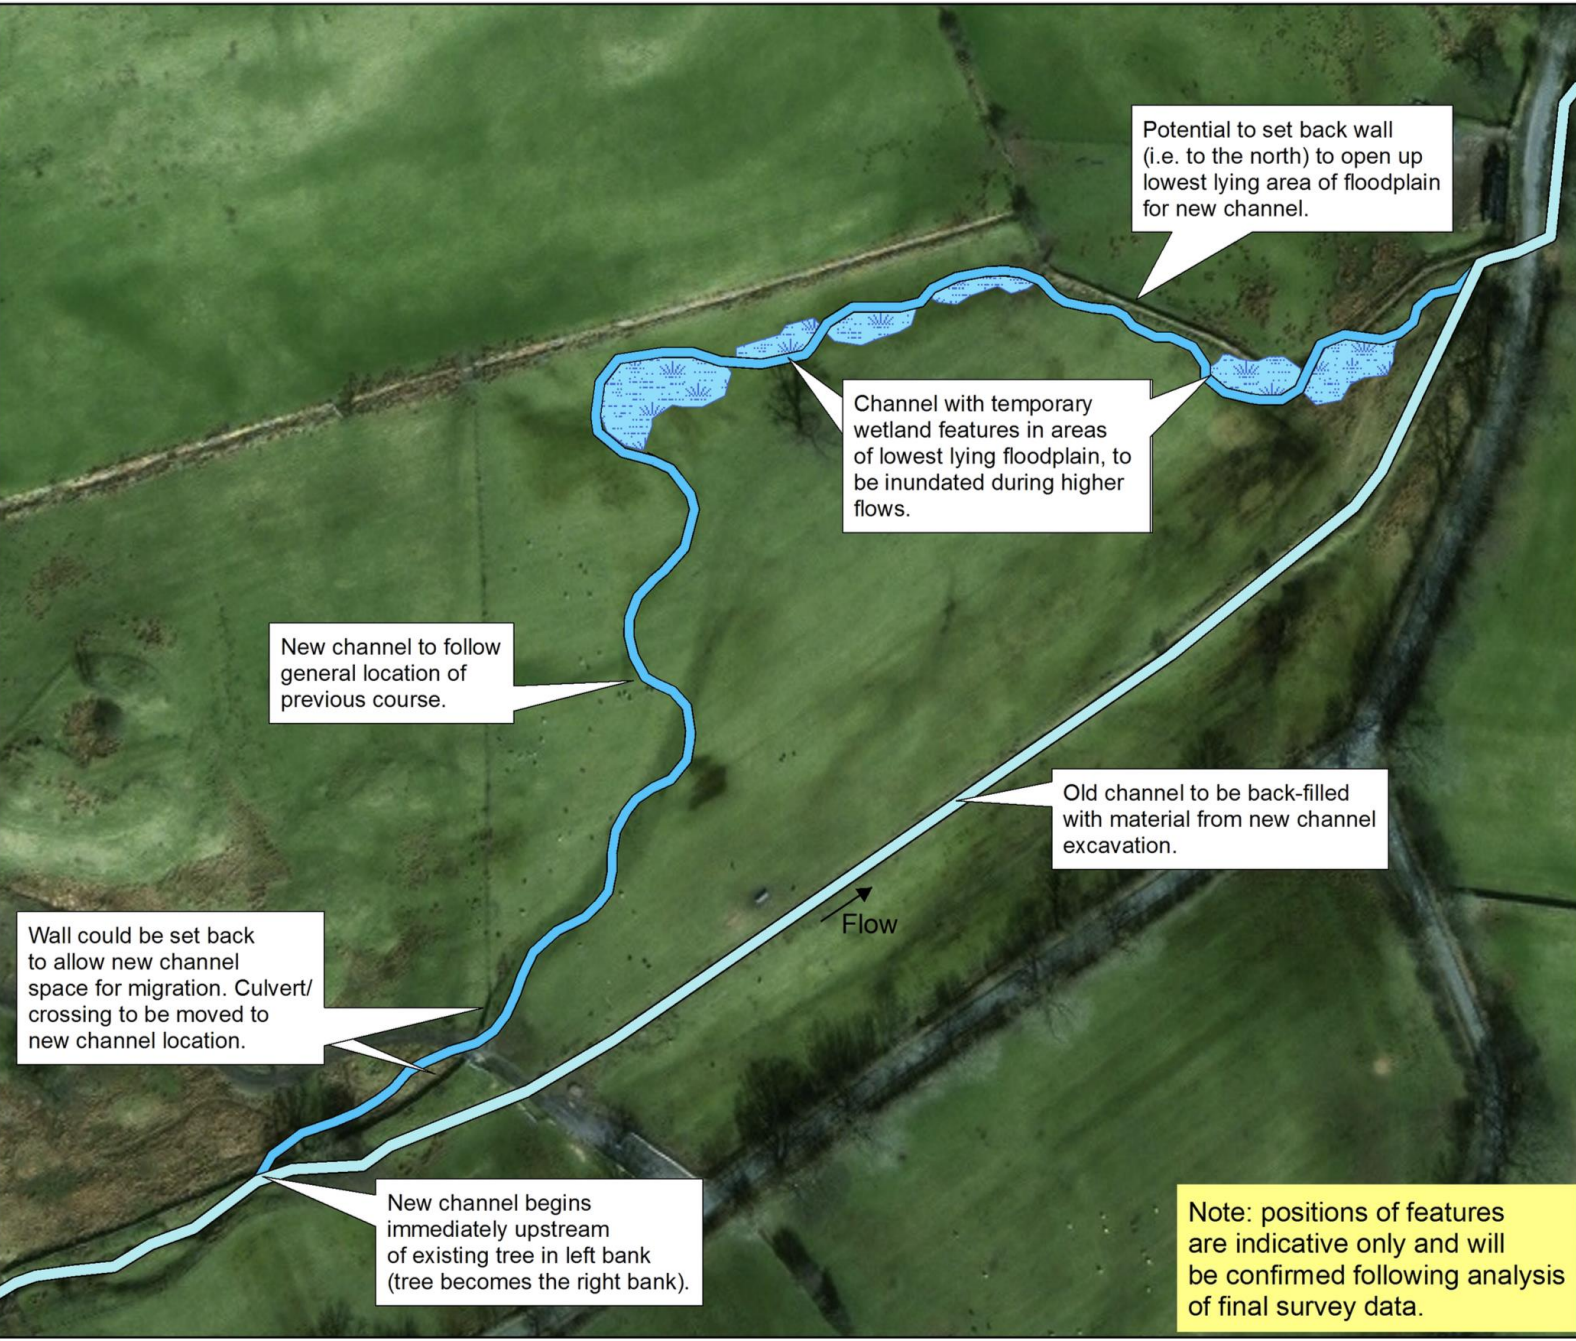 Potential to set back wall
(i.e. to the north) to open up
lowest lying area of floodplain
for new channel.
Channel with temporary
wetland features in areas
of lowest lying floodplain, to
be inundated during higher
flows.
New channel to follow
general location of
previous course.
Old channel to be back-filled
with material from new channel
excavation.
Flow
Wall could be set back
to allow new channel
space for migration. Culvert/
crossing to be moved to
new channel location.
New channel begins
immediately upstream
of existing tree in left bank
(tree becomes the right bank).
Note: positions of features
are indicative only and will
be confirmed following analysis
of final survey data.